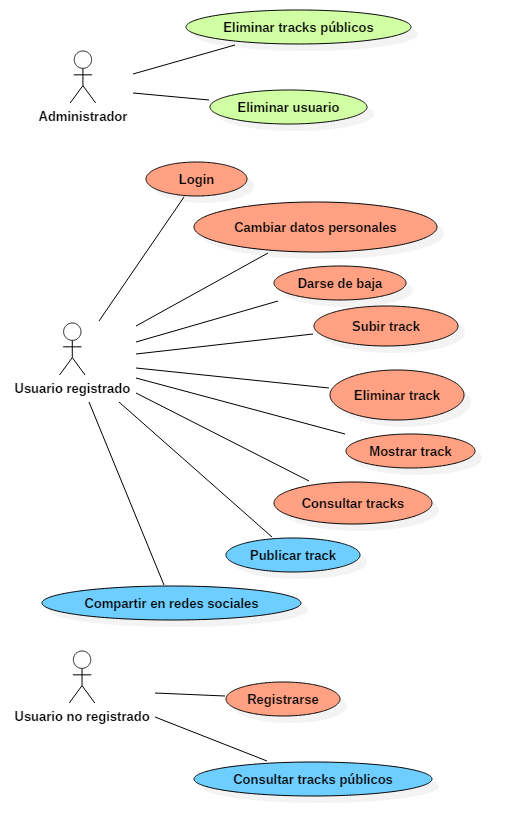 Eliminar tracks públicos
Eliminar usuario
Administrador
Login
Cambiar datos personales
Darse de baja
Subir track
Usuario registrado
Eliminar track
Mostrar track
Consultar tracks
Publicar track
Compartir en redes sociales
Registrarse
Usuario no registrado
Consultar tracks públicos